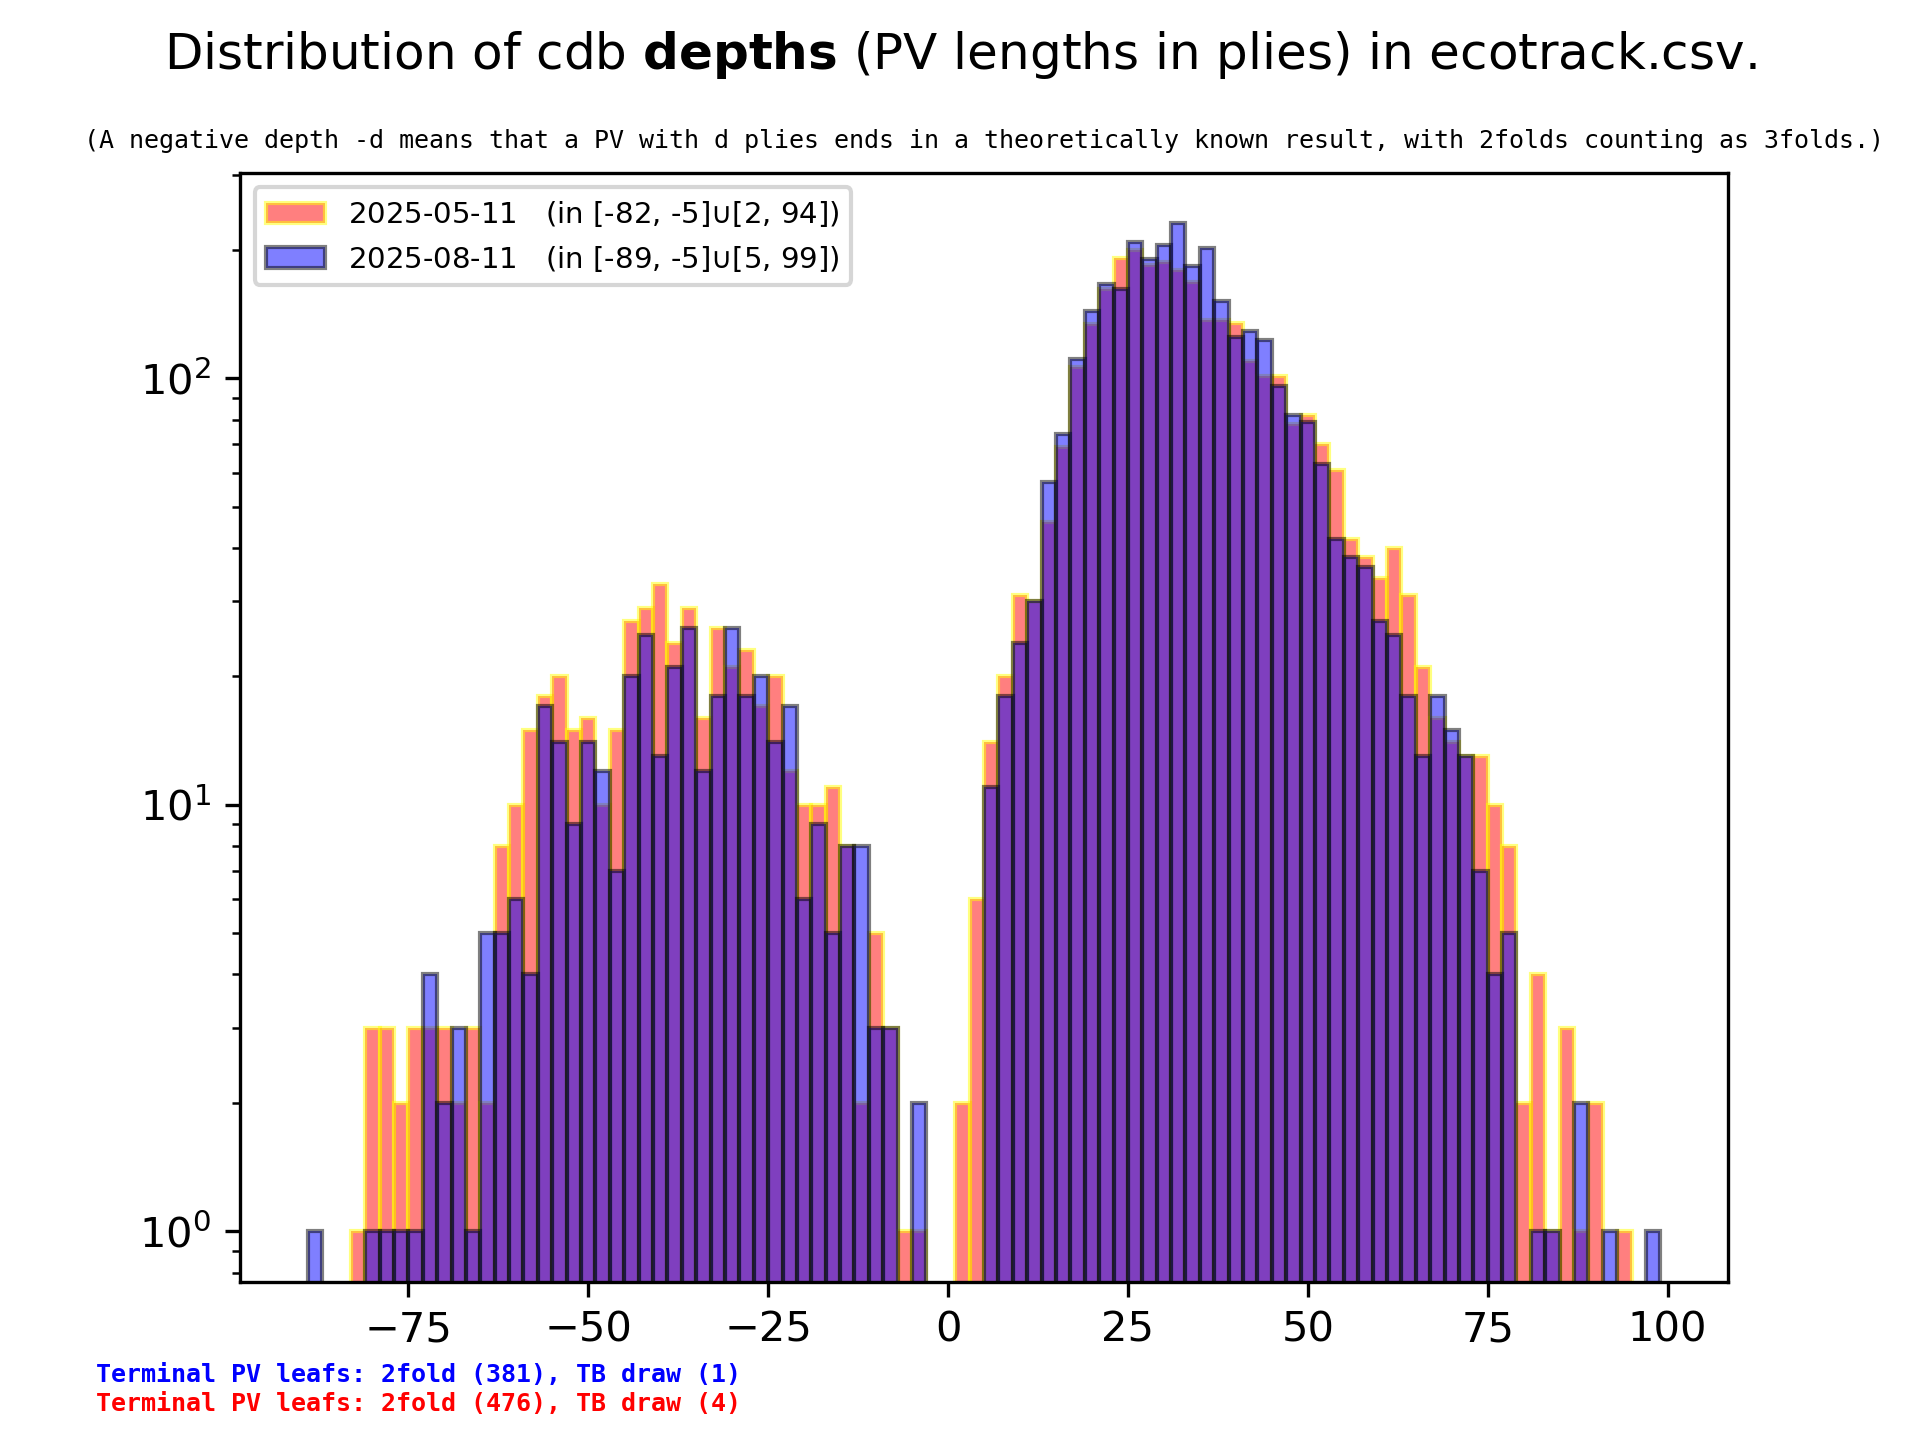 Distribution of cdb depths (PV lengths in plies) in ecotrack.csv.
(A negative depth -d means that a PV with d plies ends in a theoretically known result, with 2folds counting as 3folds.)
2025-05-11 (in [-82, -5]∪[2, 94])
2025-08-11 (in [-89, -5]∪[5, 99])
10²
10¹
10⁰
−75 −50 −25 0 25 50 75 100
Terminal PV leafs: 2fold (381), TB draw (1)
Terminal PV leafs: 2fold (476), TB draw (4)